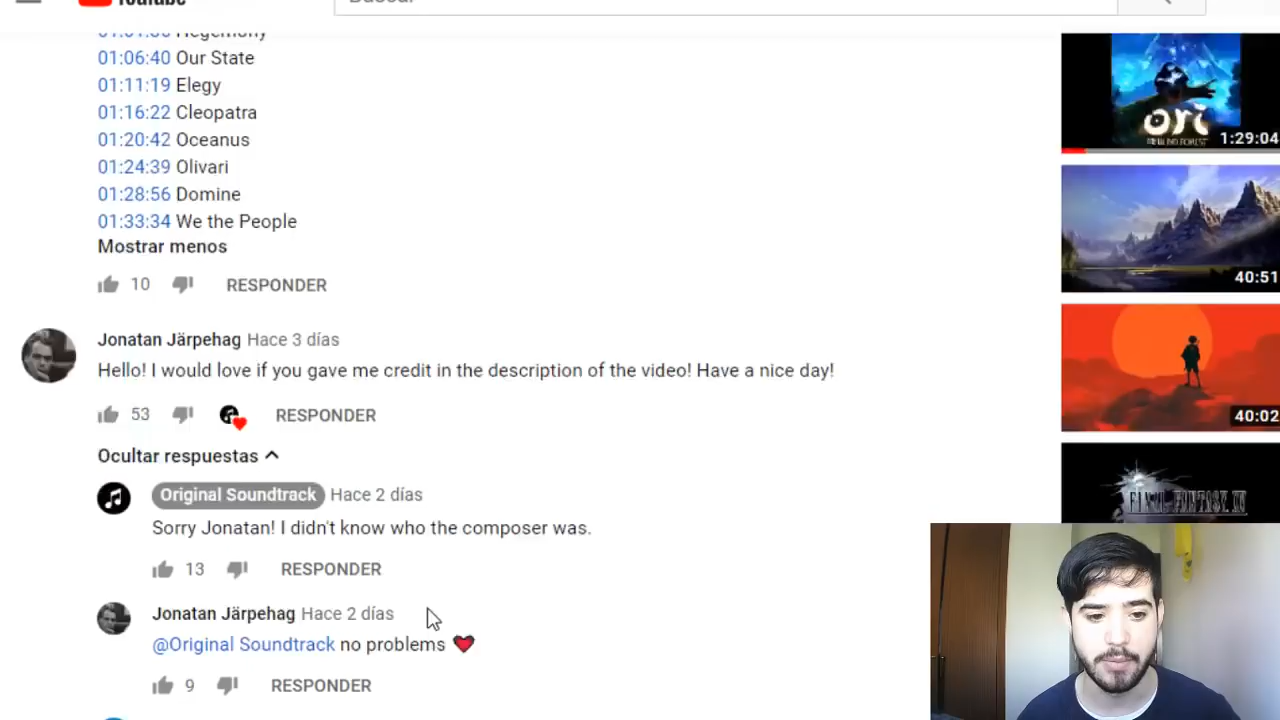 YouTube
Buscar
Hegemony
01:06:40 Our State
01:11:19 Elegy
01:16:22 Cleopatra
01:20:42 Oceanus
01:24:39 Olivari
01:28:56 Domine
01:33:34 We the People
Mostrar menos
10 RESPONDER
Jonatan Järpehag Hace 3 días
Hello! I would love if you gave me credit in the description of the video! Have a nice day!
53 RESPONDER
Ocultar respuestas
Original Soundtrack Hace 2 días
Sorry Jonatan! I didn't know who the composer was.
13 RESPONDER
Jonatan Järpehag Hace 2 días
@Original Soundtrack no problems
9 RESPONDER
ori
1:29:04
40:51
40:02
FINAL FANTASY XV